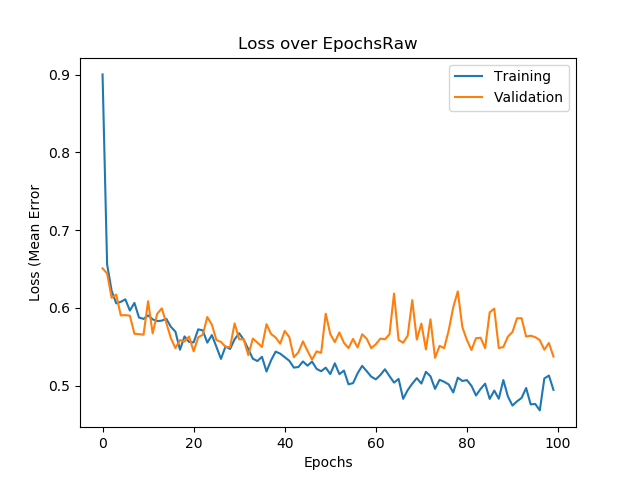 Loss over EpochsRaw
Training
Validation
Loss (Mean Error
0.9
0.8
0.7
0.6
0.5
0 20 40 60 80 100
Epochs